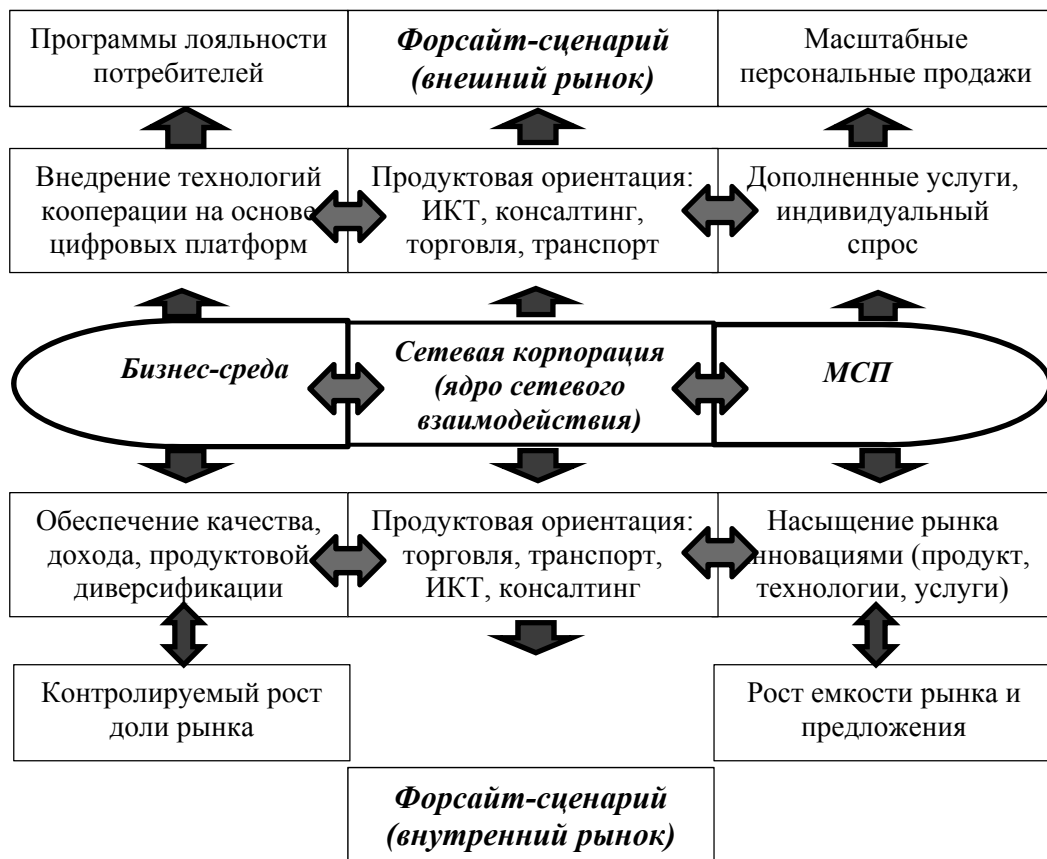 Программы лояльности
потребителей
Форсайт-сценарий
(внешний рынок)
Масштабные
персональные продажи
Внедрение технологий
кооперации на основе
цифровых платформ
Продуктовая ориентация:
ИКТ, консалтинг,
торговля, транспорт
Дополненные услуги,
индивидуальный
спрос
Бизнес-среда
Сетевая корпорация
(ядро сетевого
взаимодействия)
МСП
Обеспечение качества,
дохода, продуктовой
диверсификации
Продуктовая ориентация:
торговля, транспорт,
ИКТ, консалтинг
Насыщение рынка
инновациями (продукт,
технологии, услуги)
Контролируемый рост
доли рынка
Рост емкости рынка и
предложения
Форсайт-сценарий
(внутренний рынок)